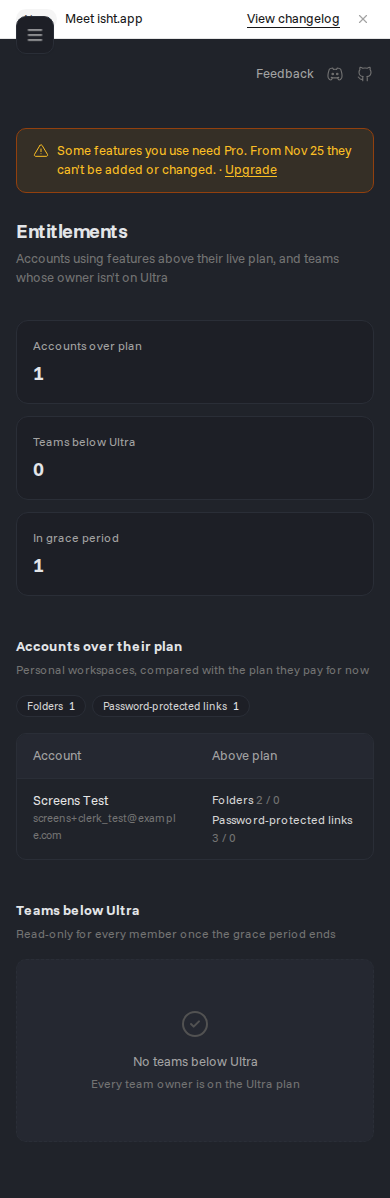 Meet isht.app
View changelog
Feedback
Some features you use need Pro. From Nov 25 they
can't be added or changed. · Upgrade
Entitlements
Accounts using features above their live plan, and teams
whose owner isn't on Ultra
Accounts over plan
1
Teams below Ultra
0
In grace period
1
Accounts over their plan
Personal workspaces, compared with the plan they pay for now
Folders 1
Password-protected links 1
Account
Above plan
Screens Test
screens+clerk_test@exampl
e.com
Folders 2 / 0
Password-protected links
3 / 0
Teams below Ultra
Read-only for every member once the grace period ends
No teams below Ultra
Every team owner is on the Ultra plan